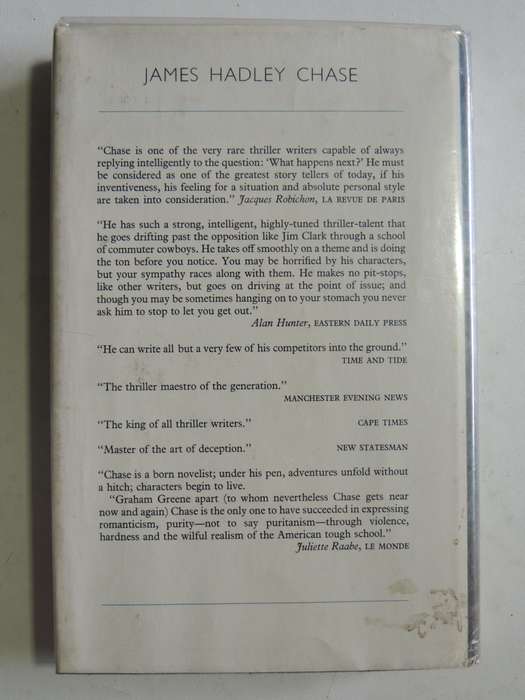 JAMES HADLEY CHASE
“Chase is one of the very rare thriller writers capable of always
replying intelligently to the question: ‘What happens next?’ He must
be considered as one of the greatest story tellers of today, if his
inventiveness, his feeling for a situation and absolute personal style
are taken into consideration.” Jacques Robichon, LA REVUE DE PARIS
“He has such a strong, intelligent, highly-tuned thriller-talent that
he goes drifting past the opposition like Jim Clark through a school
of commuter cowboys. He takes off smoothly on a theme and is doing
the ton before you notice. You may be horrified by his characters,
but your sympathy races along with them. He makes no pit-stops,
like other writers, but goes on driving at the point of issue; and
though you may be sometimes hanging on to your stomach you never
ask him to stop to let you get out.”
Alan Hunter, EASTERN DAILY PRESS
“He can write all but a very few of his competitors into the ground.”
TIME AND TIDE
“The thriller maestro of the generation.”
MANCHESTER EVENING NEWS
“The king of all thriller writers.” CAPE TIMES
“Master of the art of deception.” NEW STATESMAN
“Chase is a born novelist; under his pen, adventures unfold without
a hitch; characters begin to live.
“Graham Greene apart (to whom nevertheless Chase gets near
now and again) Chase is the only one to have succeeded in expressing
romanticism, purity—not to say puritanism—through violence,
hardness and the wilful realism of the American tough school.”
Juliette Raabe, LE MONDE